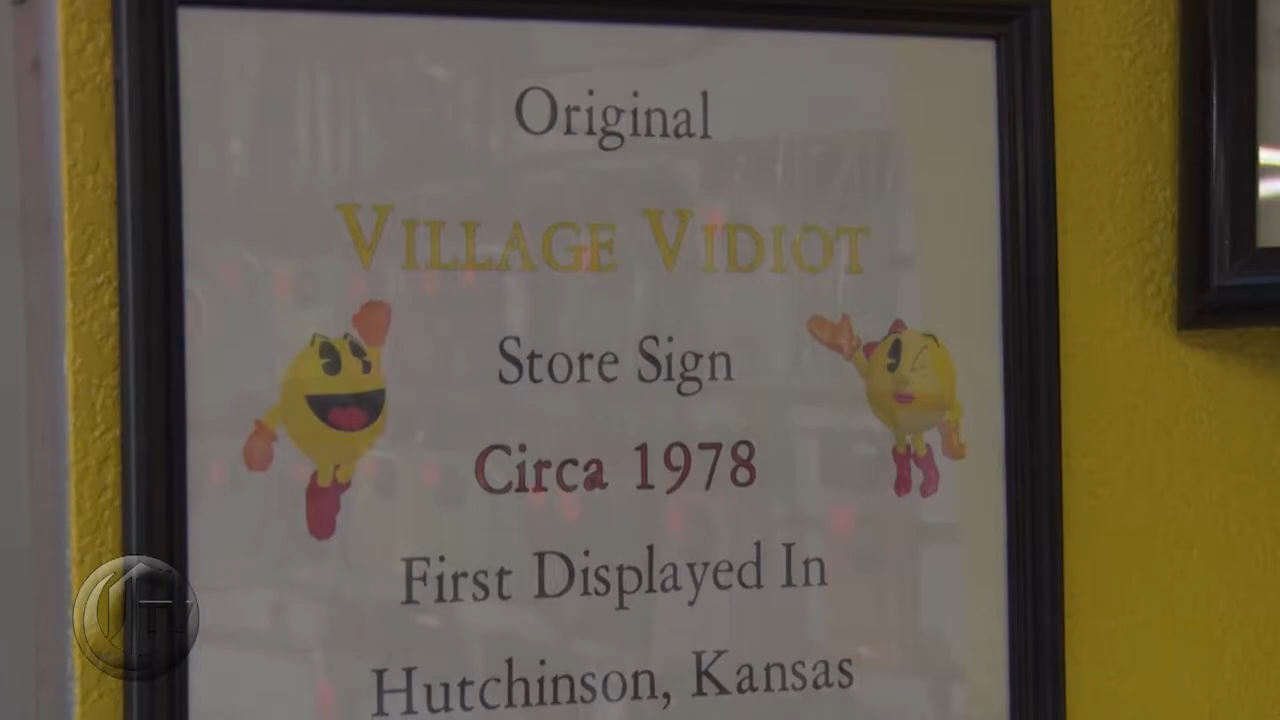 Original
VILLAGE VIDIOT
Store Sign
Circa 1978
First Displayed In
Hutchinson, Kansas